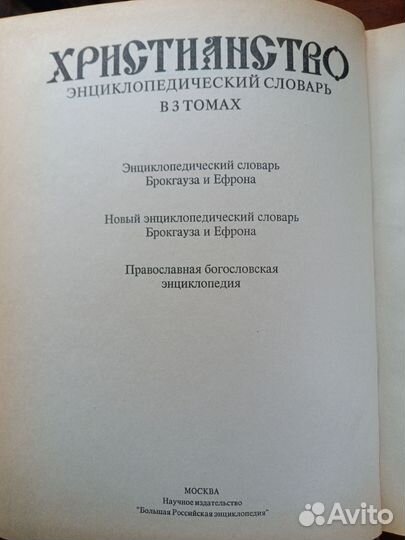 ХРИСТИАНСТВО
ЭНЦИКЛОПЕДИЧЕСКИЙ СЛОВАРЬ
В 3 ТОМАХ
Энциклопедический словарь
Брокгауза и Ефрона
Новый энциклопедический словарь
Брокгауза и Ефрона
Православная богословская
энциклопедия
МОСКВА
Научное издательство
"Большая Российская энциклопедия"
Avito